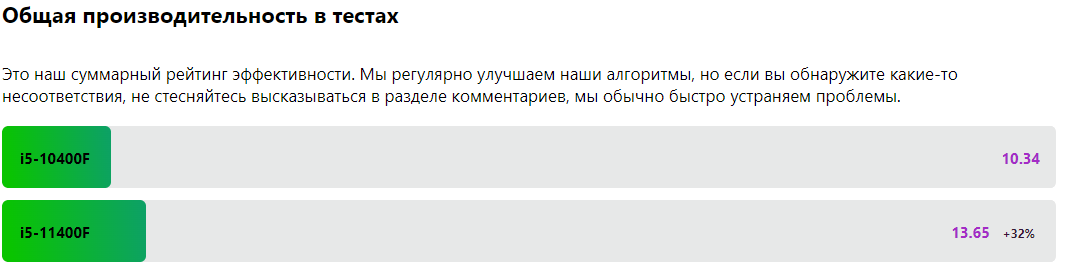 Общая производительность в тестах
Это наш суммарный рейтинг эффективности. Мы регулярно улучшаем наши алгоритмы, но если вы обнаружите какие-то
несоответствия, не стесняйтесь высказываться в разделе комментариев, мы обычно быстро устраняем проблемы.
i5-10400F 10.34
i5-11400F 13.65 +32%